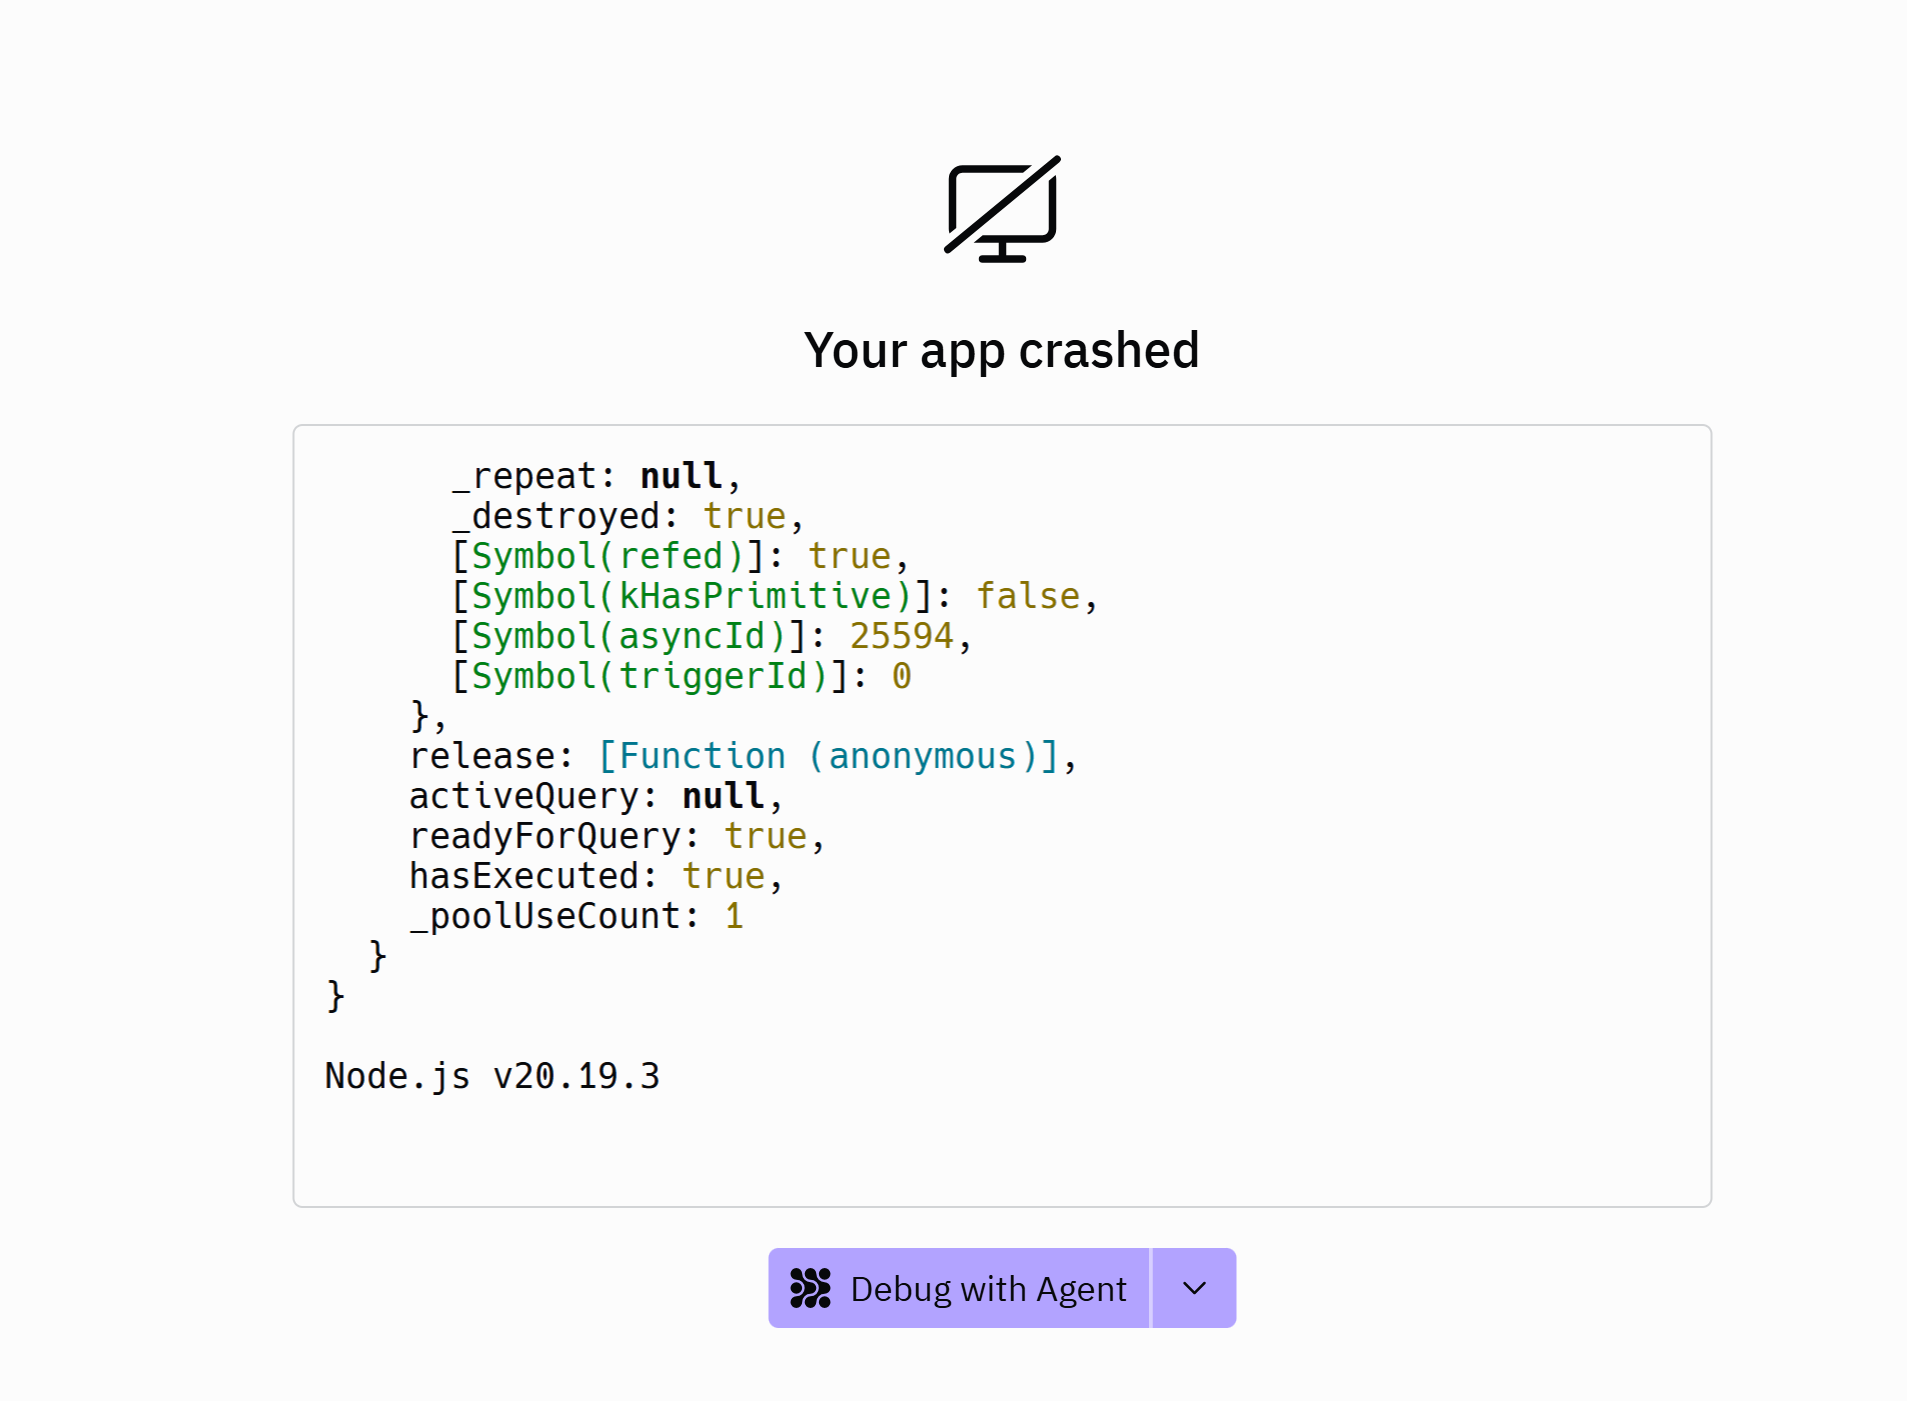 Your app crashed
_repeat: null,
_destroyed: true,
[Symbol(refed)]: true,
[Symbol(kHasPrimitive)]: false,
[Symbol(asyncId)]: 25594,
[Symbol(triggerId)]: 0
},
release: [Function (anonymous)],
activeQuery: null,
readyForQuery: true,
hasExecuted: true,
_poolUseCount: 1
}
}
Node.js v20.19.3
Debug with Agent